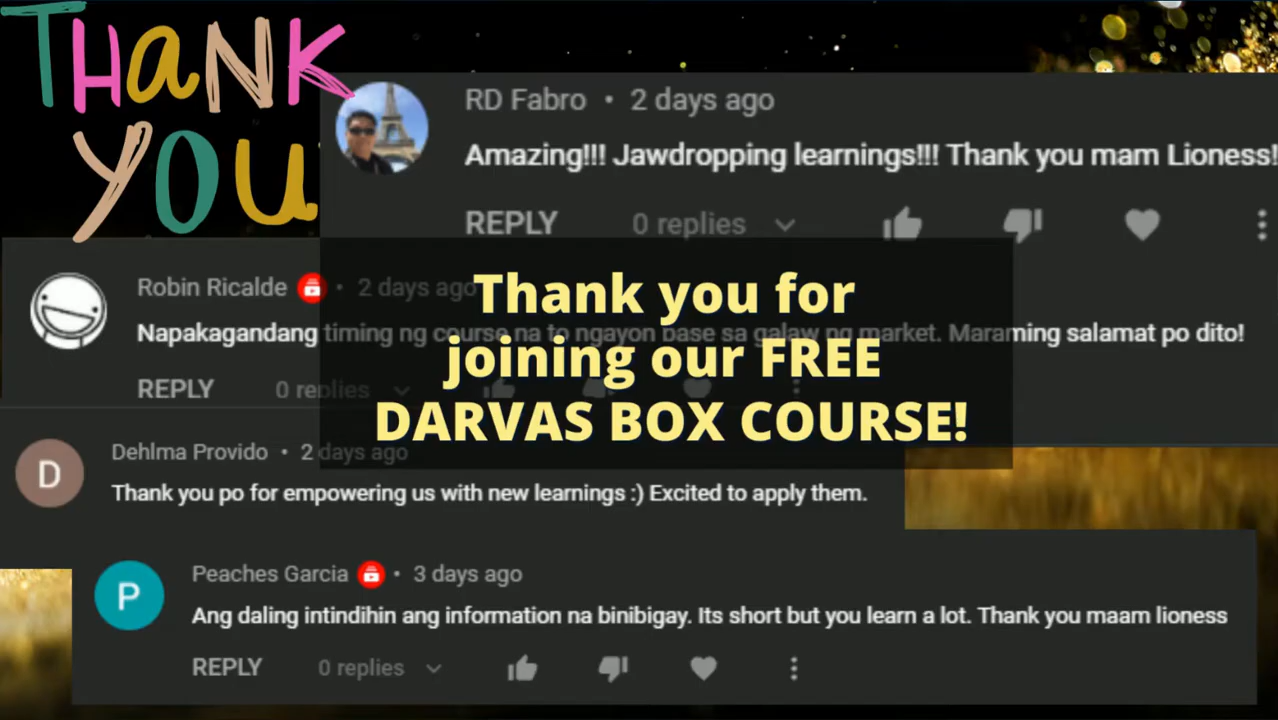 THANK
YOU
RD Fabro • 2 days ago
Amazing!!! Jawdropping learnings!!! Thank you mam Lioness!
REPLY 0 replies
Robin Ricalde • 2 days ago
Napakagandang timing ng course na to ngayon base sa galaw ng market. Maraming salamat po dito!
REPLY 0 replies
Thank you for
joining our FREE
DARVAS BOX COURSE!
Dehlma Provido • 2 days ago
Thank you po for empowering us with new learnings :) Excited to apply them.
Peaches Garcia • 3 days ago
Ang daling intindihin ang information na binibigay. Its short but you learn a lot. Thank you maam lioness
REPLY 0 replies